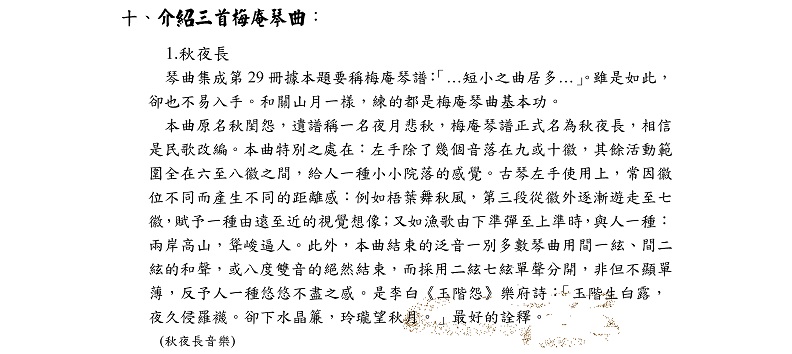 十、介紹三首梅庵琴曲：
1.秋夜長
琴曲集成第 29 冊據本題要稱梅庵琴譜：「…短小之曲居多…」。雖是如此，
卻也不易入手。和關山月一樣，練的都是梅庵琴曲基本功。
本曲原名秋閨怨，遺譜稱一名夜月悲秋，梅庵琴譜正式名為秋夜長，相信
是民歌改編。本曲特別之處在：左手除了幾個音落在九或十徽，其餘活動範
圍全在六至八徽之間，給人一種小小院落的感覺。古琴左手使用上，常因徽
位不同而產生不同的距離感：例如梧葉舞秋風，第三段從徽外逐漸遊走至七
徽，賦予一種由遠至近的視覺想像；又如漁歌由下準彈至上準時，與人一種：
兩岸高山，聳峻逼人。此外，本曲結束的泛音一別多數琴曲用間一絃、間二
絃的和聲，或八度雙音的絕然結束，而採用二絃七絃單聲分開，非但不顯單
薄，反予人一種悠悠不盡之感。是李白《玉階怨》樂府詩：「玉階生白露，
夜久侵羅襪。卻下水晶簾，玲瓏望秋月。」最好的詮釋。
(秋夜長音樂)